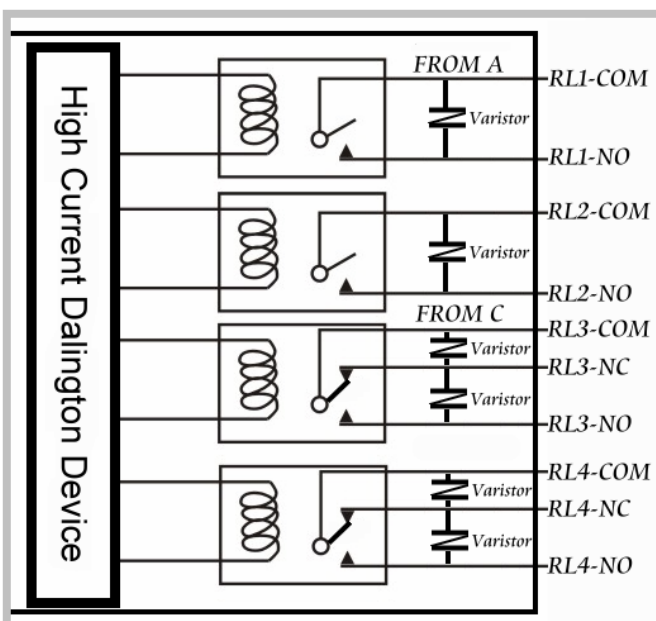 High Current Dalington Device
FROM A
RL1-COM
Varistor
RL1-NO
RL2-COM
Varistor
RL2-NO
FROM C
RL3-COM
Varistor
RL3-NC
Varistor
RL3-NO
RL4-COM
Varistor
RL4-NC
Varistor
RL4-NO